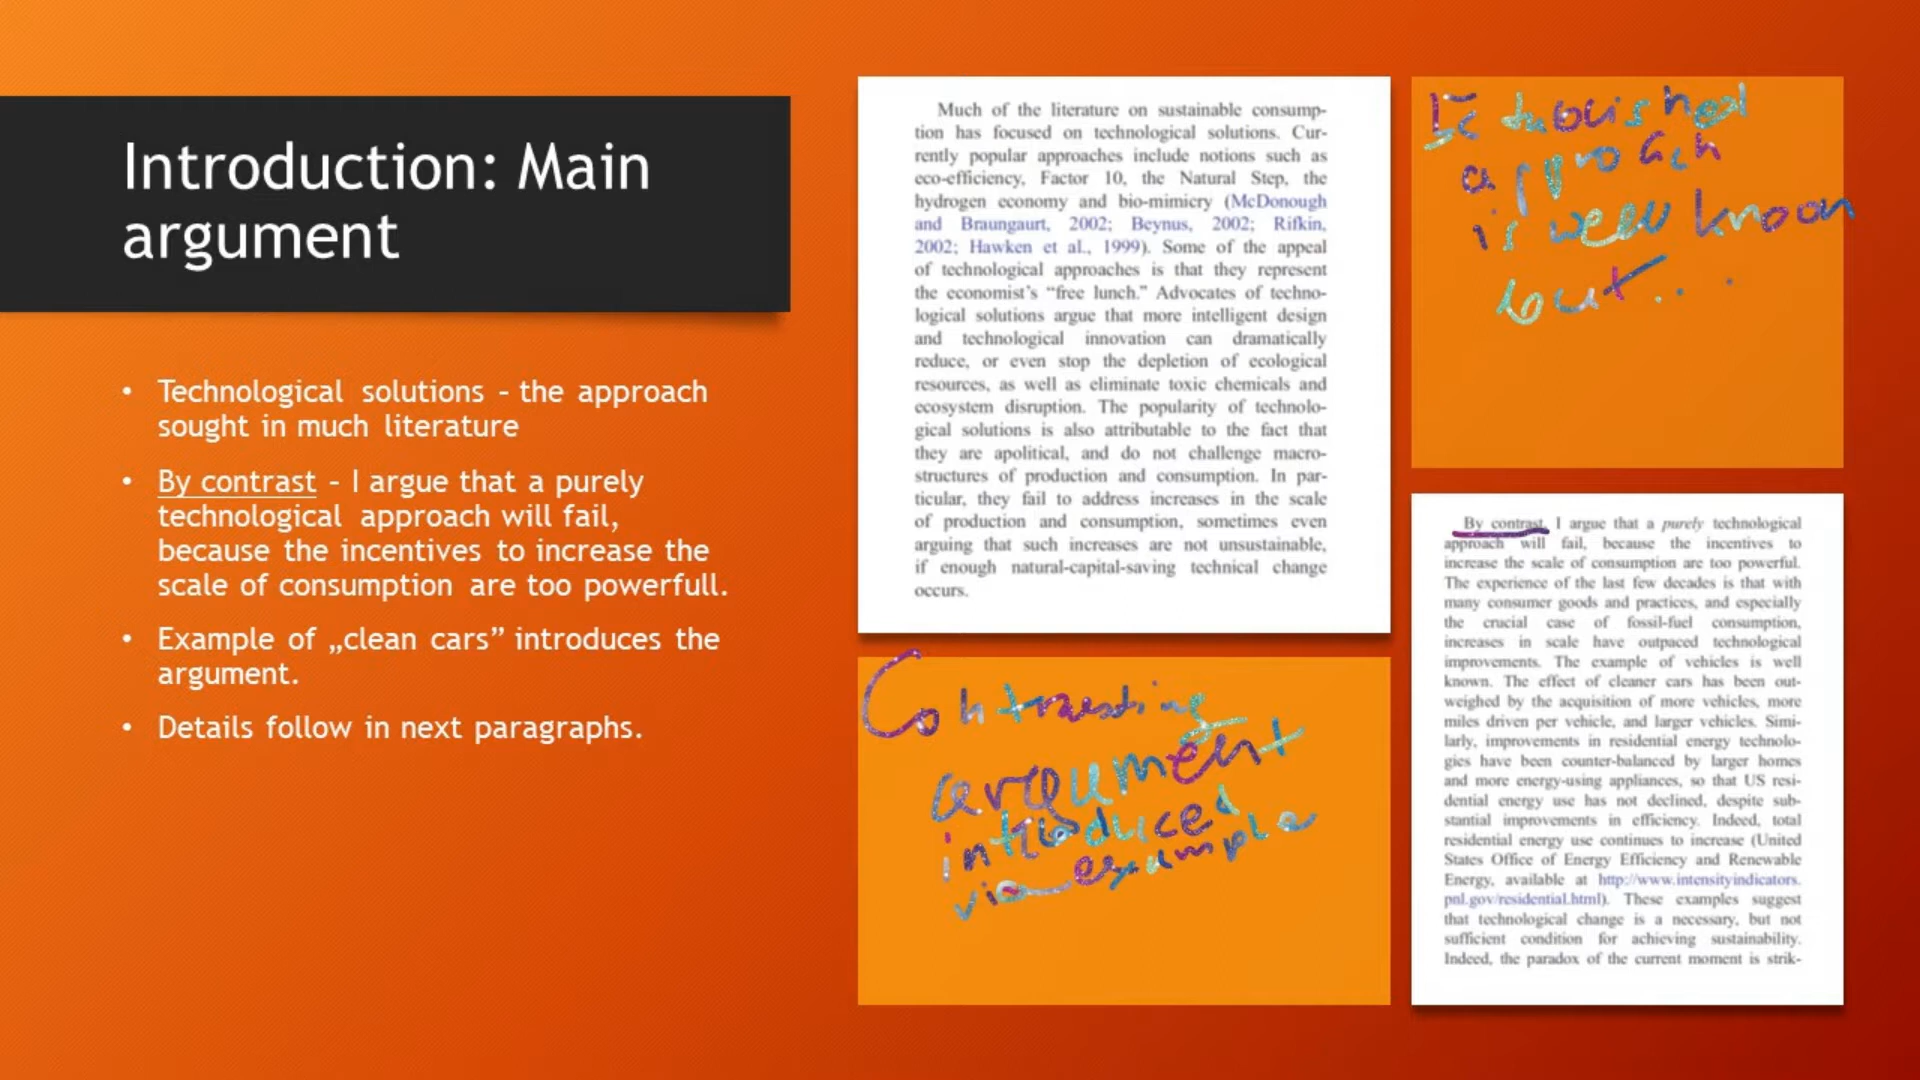 Introduction: Main
argument
• Technological solutions – the approach
sought in much literature
• By contrast – I argue that a purely
technological approach will fail,
because the incentives to increase the
scale of consumption are too powerfull.
• Example of „clean cars” introduces the
argument.
• Details follow in next paragraphs.
Much of the literature on sustainable consump-
tion has focused on technological solutions. Cur-
rently popular approaches include notions such as
eco-efficiency, Factor 10, the Natural Step, the
hydrogen economy and bio-mimicry (McDonough
and Braungaurt, 2002; Beynus, 2002; Rifkin,
2002; Hawken et al., 1999). Some of the appeal
of technological approaches is that they represent
the economist's “free lunch.” Advocates of techno-
logical solutions argue that more intelligent design
and technological innovation can dramatically
reduce, or even stop the depletion of ecological
resources, as well as eliminate toxic chemicals and
ecosystem disruption. The popularity of technolo-
gical solutions is also attributable to the fact that
they are apolitical, and do not challenge macro-
structures of production and consumption. In par-
ticular, they fail to address increases in the scale
of production and consumption, sometimes even
arguing that such increases are not unsustainable,
if enough natural-capital-saving technical change
occurs.
Established
approach
is well known
but...
Contrasting
argument
introduced
via example
By contrast, I argue that a purely technological
approach will fail, because the incentives to
increase the scale of consumption are too powerful.
The experience of the last few decades is that with
many consumer goods and practices, and especially
the crucial case of fossil-fuel consumption,
increases in scale have outpaced technological
improvements. The example of vehicles is well
known. The effect of cleaner cars has been out-
weighed by the acquisition of more vehicles, more
miles driven per vehicle, and larger vehicles. Simi-
larly, improvements in residential energy technolo-
gies have been counter-balanced by larger homes
and more energy-using appliances, so that US resi-
dential energy use has not declined, despite sub-
stantial improvements in efficiency. Indeed, total
residential energy use continues to increase (United
States Office of Energy Efficiency and Renewable
Energy, available at http://www.intensityindicators.
pnl.gov/residential.html). These examples suggest
that technological change is a necessary, but not
sufficient condition for achieving sustainability.
Indeed, the paradox of the current moment is strik-